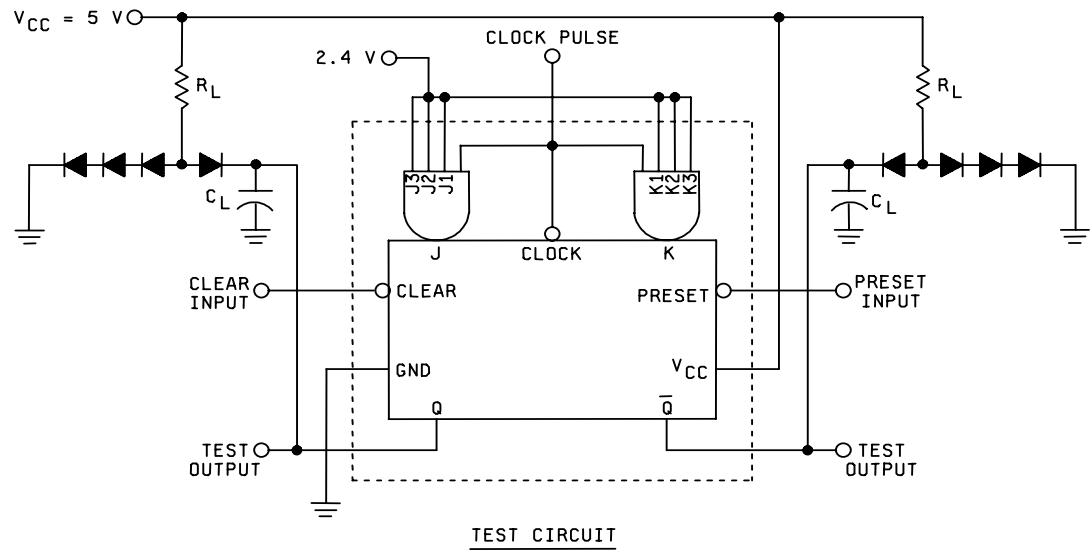 V_CC = 5 V
CLOCK PULSE
2.4 V
R_L
R_L
J3
J2
J1
K1
K2
K3
C_L
C_L
J
CLOCK
K
CLEAR
INPUT
CLEAR
PRESET
PRESET
INPUT
GND
V_CC
Q
Q̅
TEST
OUTPUT
TEST
OUTPUT
TEST CIRCUIT